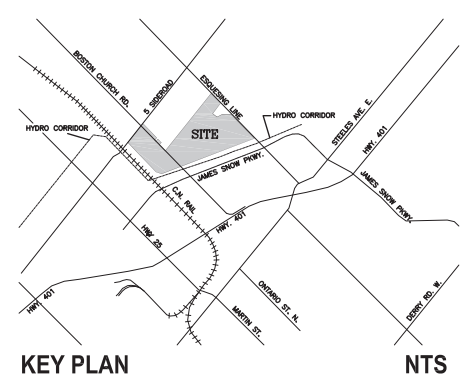 BOSTON CHURCH RD.
5 SIDEROAD
ESQUESING LINE
HYDRO CORRIDOR
HYDRO CORRIDOR
SITE
STEELES AVE. E.
HWY. 401
JAMES SNOW PKWY.
JAMES SNOW PKWY.
C.N. RAIL
HWY. 25
HWY. 401
HWY. 401
ONTARIO ST. N.
MARTIN ST.
DERRY RD. W.
KEY PLAN
NTS